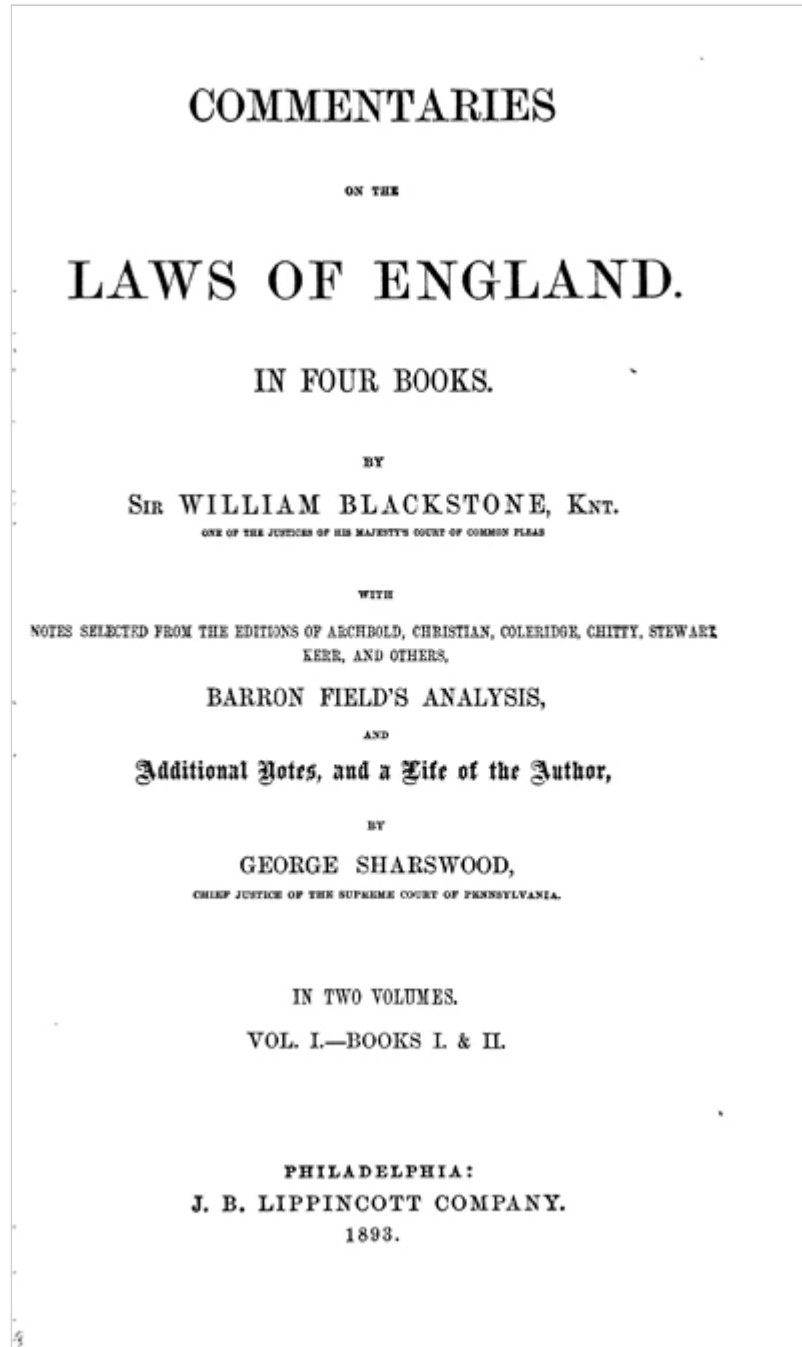 COMMENTARIES
ON THE
LAWS OF ENGLAND.
IN FOUR BOOKS.
BY
SIR WILLIAM BLACKSTONE, KNT.
ONE OF THE JUSTICES OF HIS MAJESTY'S COURT OF COMMON PLEAS
WITH
NOTES SELECTED FROM THE EDITIONS OF ARCHBOLD, CHRISTIAN, COLERIDGE, CHITTY, STEWART,
KERR, AND OTHERS,
BARRON FIELD'S ANALYSIS,
AND
Additional Notes, and a Life of the Author,
BY
GEORGE SHARSWOOD,
CHIEF JUSTICE OF THE SUPREME COURT OF PENNSYLVANIA.
IN TWO VOLUMES.
VOL. I.—BOOKS I. & II.
PHILADELPHIA:
J. B. LIPPINCOTT COMPANY.
1893.